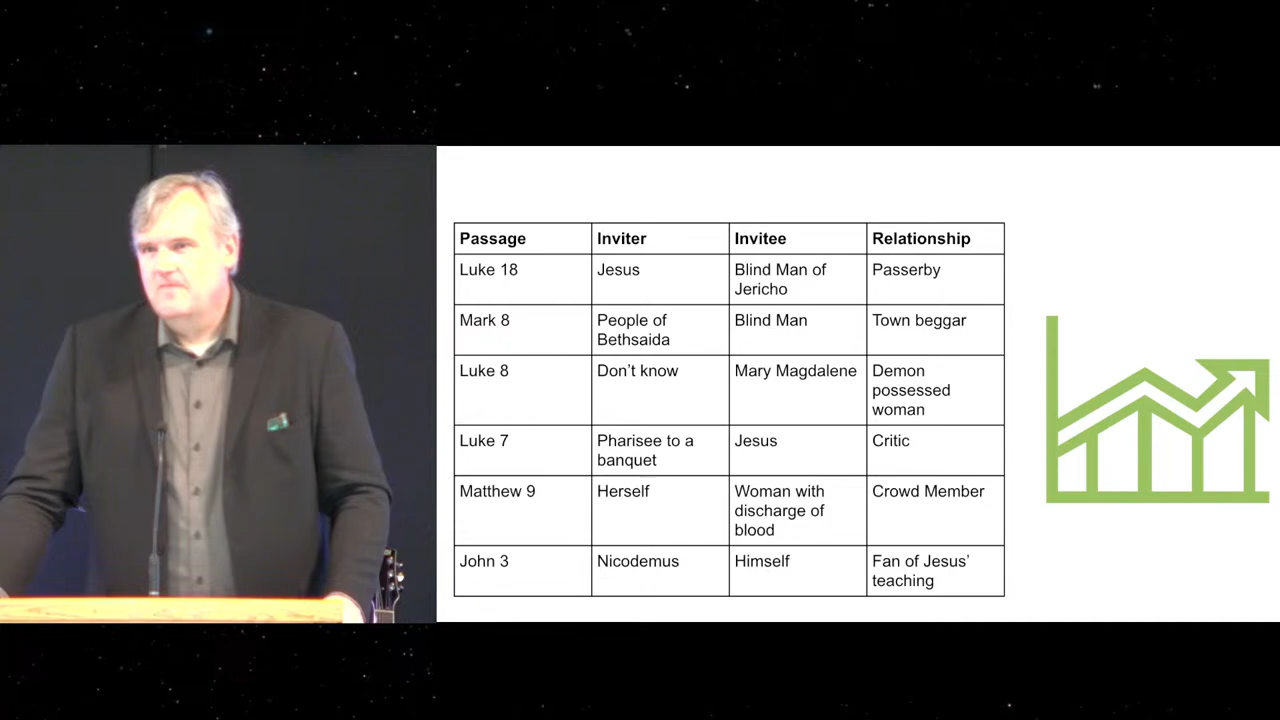 Passage Inviter Invitee Relationship
Luke 18 Jesus Blind Man of Passerby
Jericho
Mark 8 People of Blind Man Town beggar
Bethsaida
Luke 8 Don’t know Mary Magdalene Demon
possessed
woman
Luke 7 Pharisee to a Jesus Critic
banquet
Matthew 9 Herself Woman with Crowd Member
discharge of
blood
John 3 Nicodemus Himself Fan of Jesus’
teaching